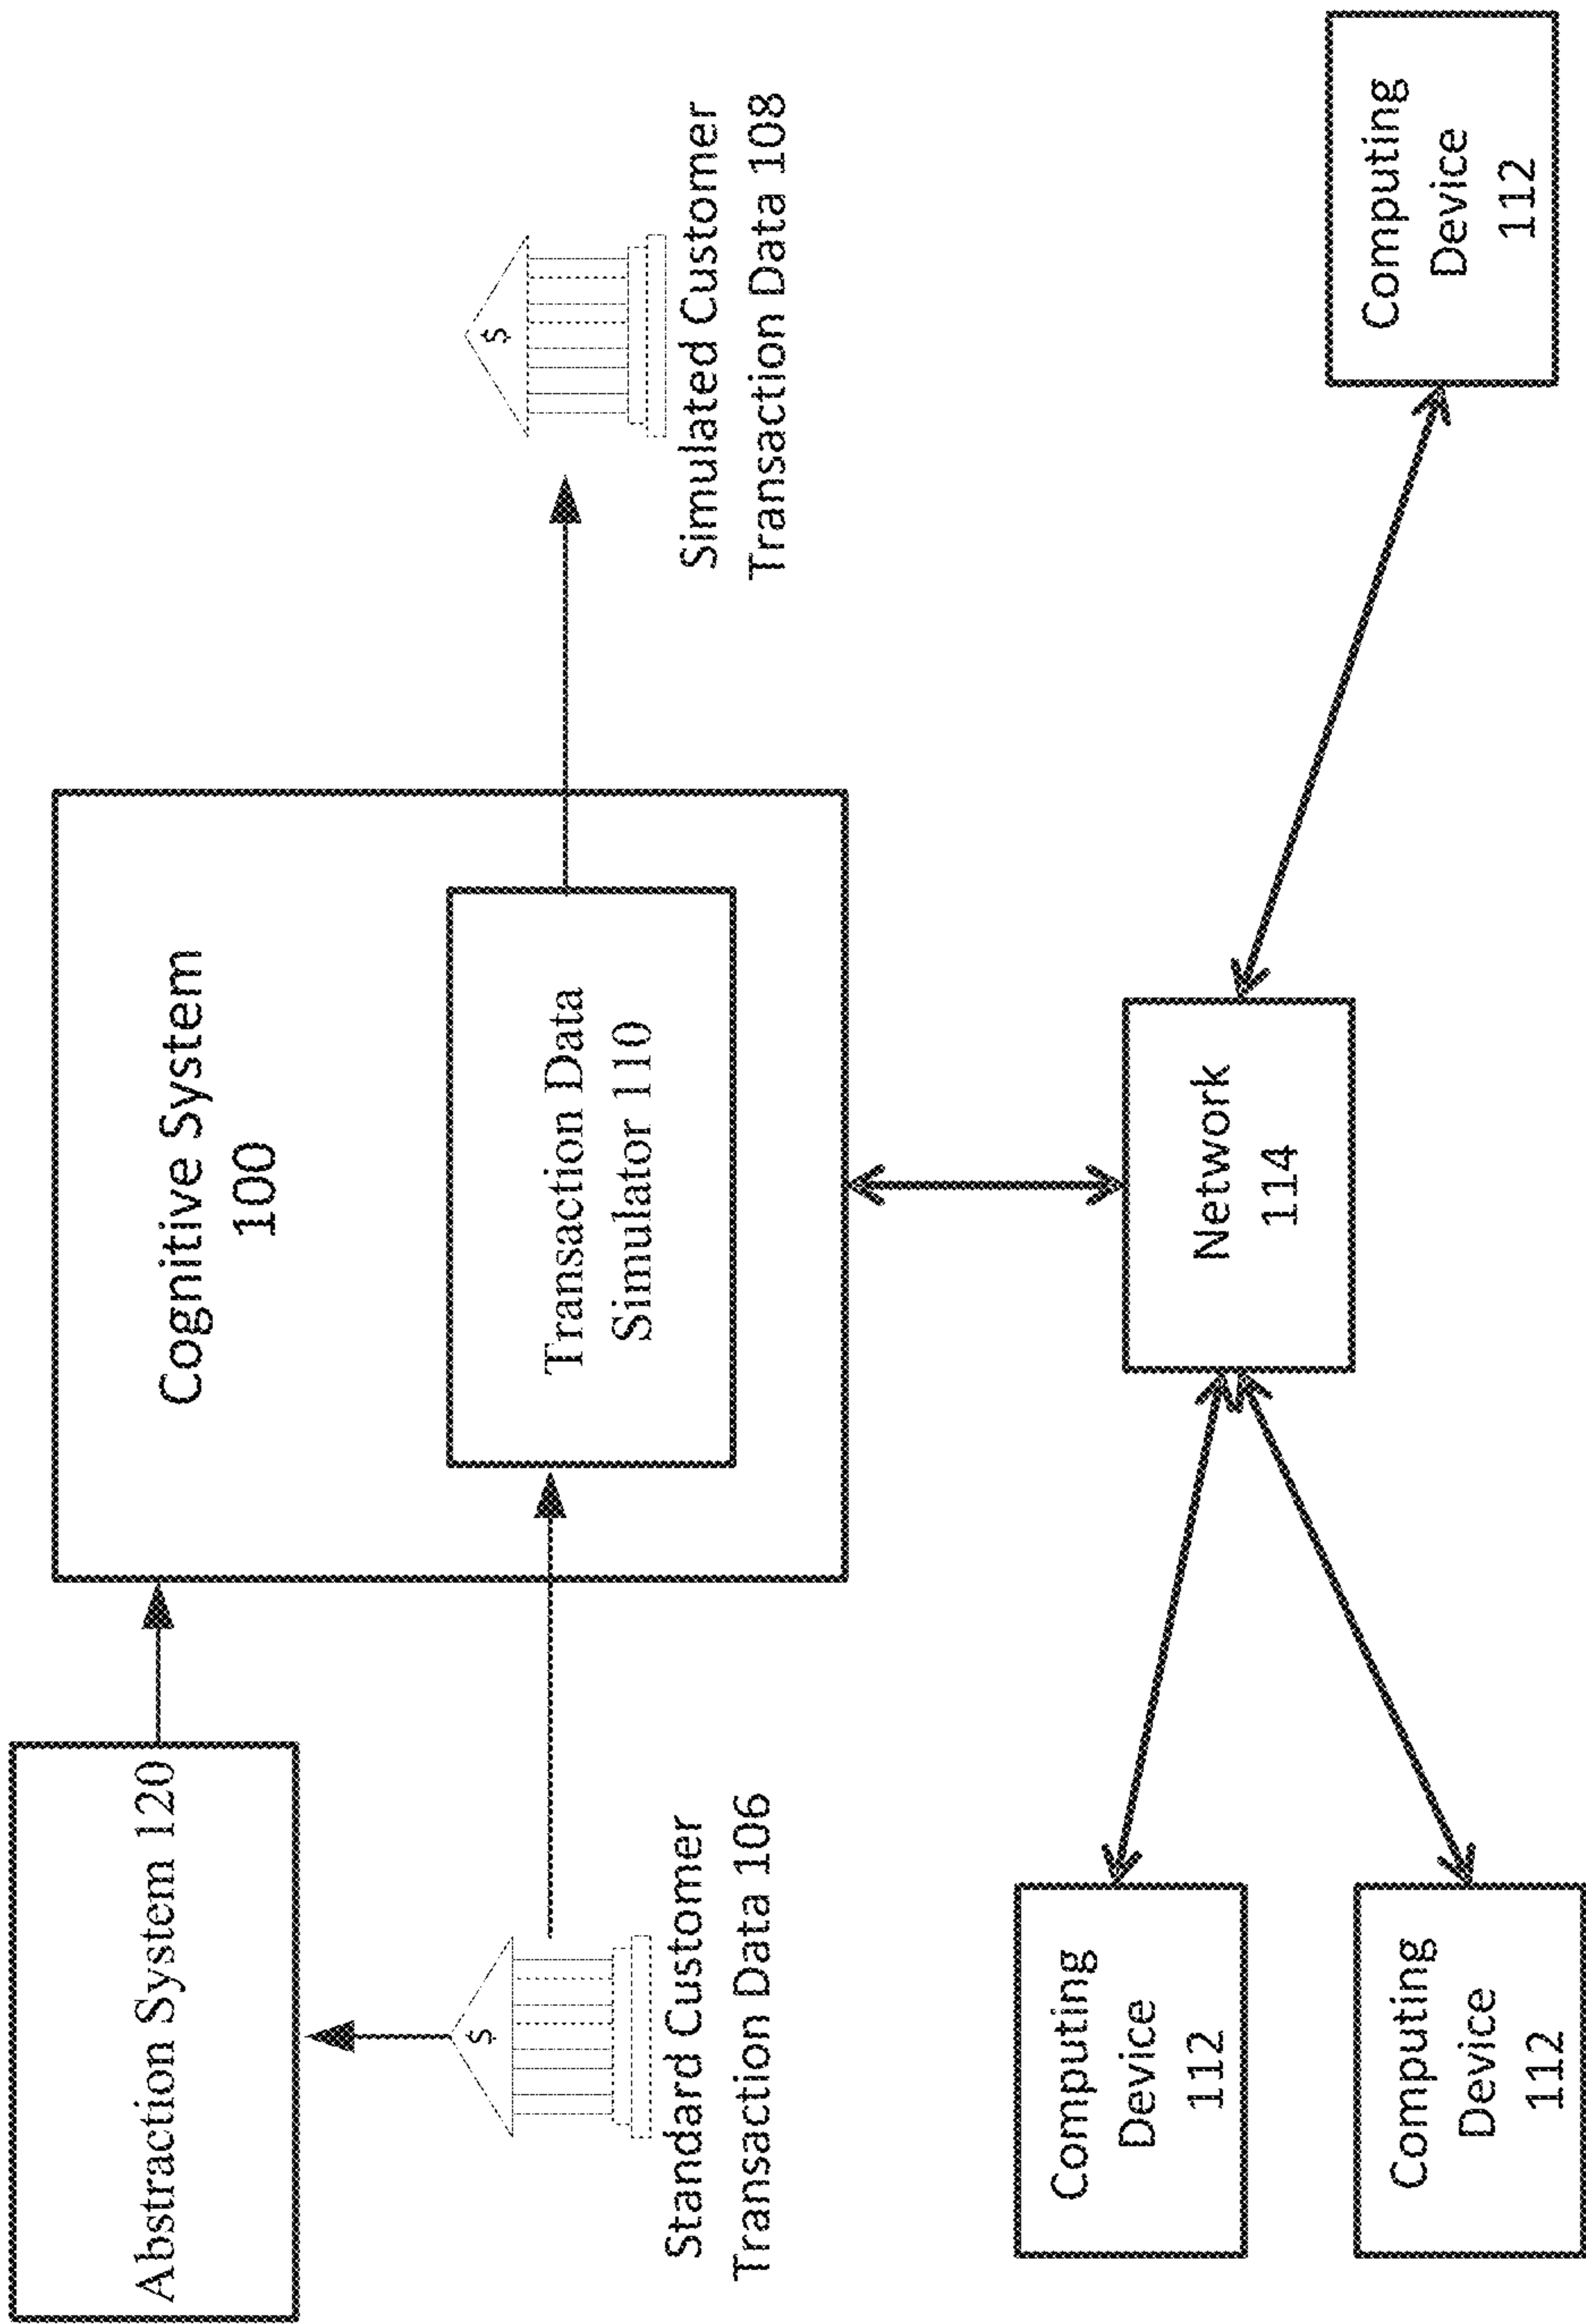 Abstraction System 120
Cognitive System
100
Transaction Data
Simulator 110
$
Standard Customer
Transaction Data 106
$
Simulated Customer
Transaction Data 108
Network
114
Computing
Device
112
Computing
Device
112
Computing
Device
112